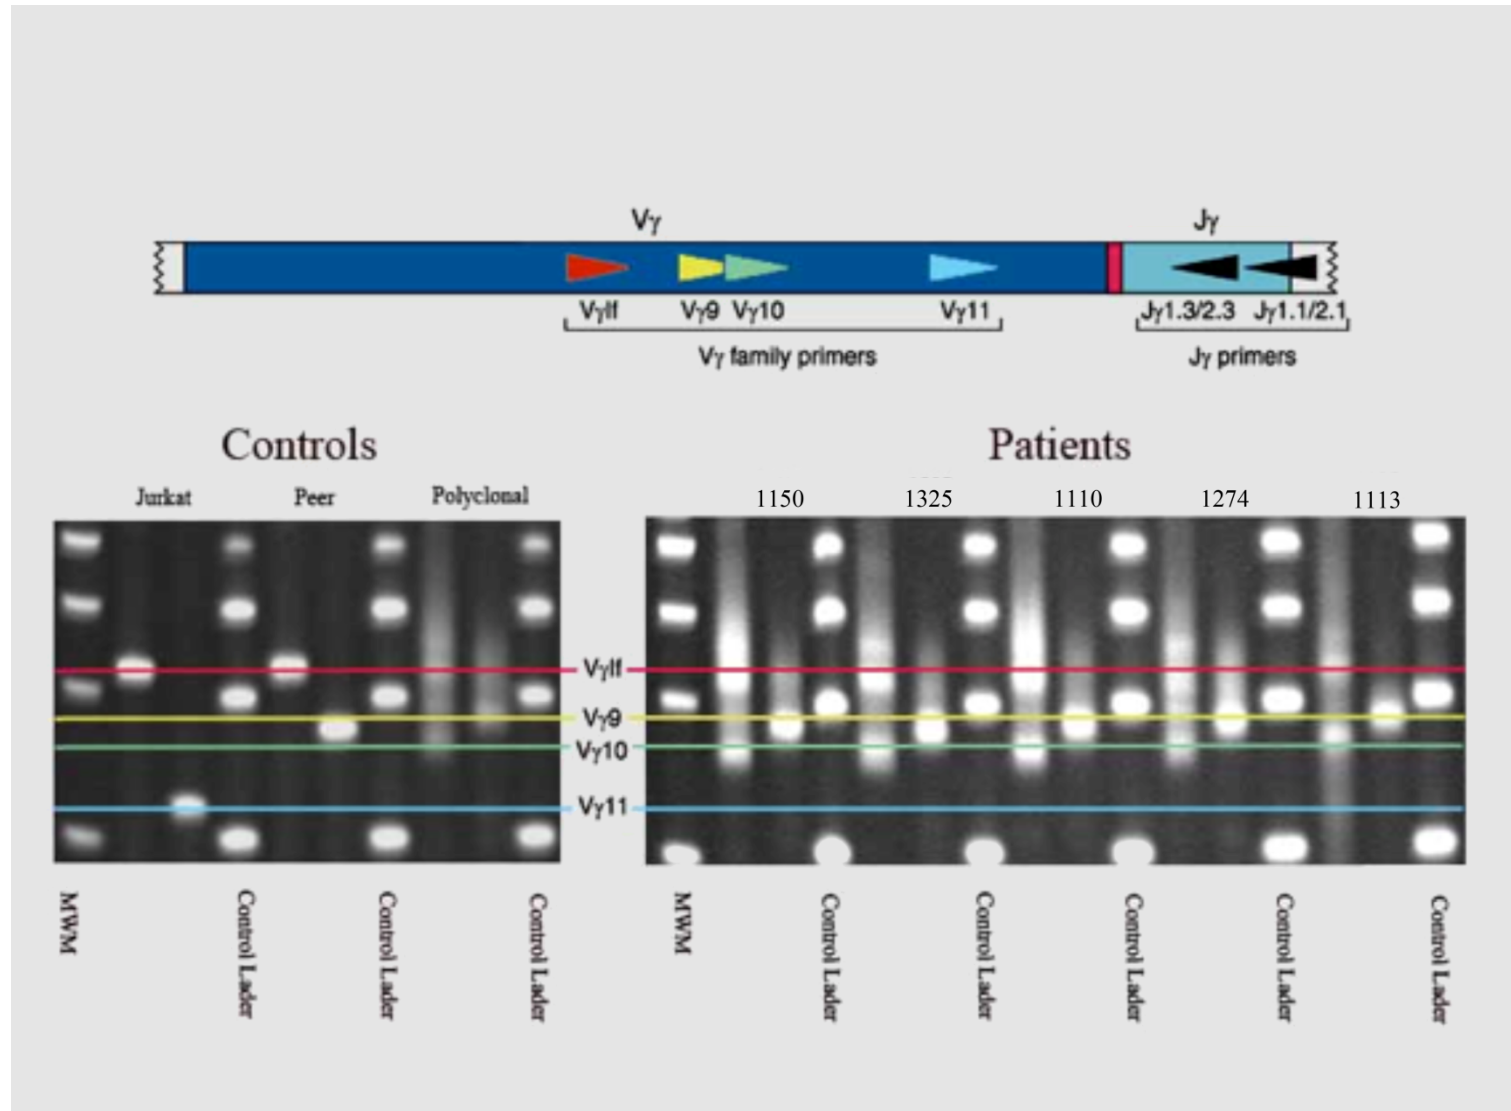 Vγ Jγ
VγIf Vγ9 Vγ10 Vγ11 Jγ1.3/2.3 Jγ1.1/2.1
Vγ family primers Jγ primers
Controls Patients
Jurkat Peer Polyclonal
1150 1325 1110 1274 1113
VγIf
Vγ9
Vγ10
Vγ11
MWM Control Lader Control Lader Control Lader
MWM Control Lader Control Lader Control Lader Control Lader Control Lader